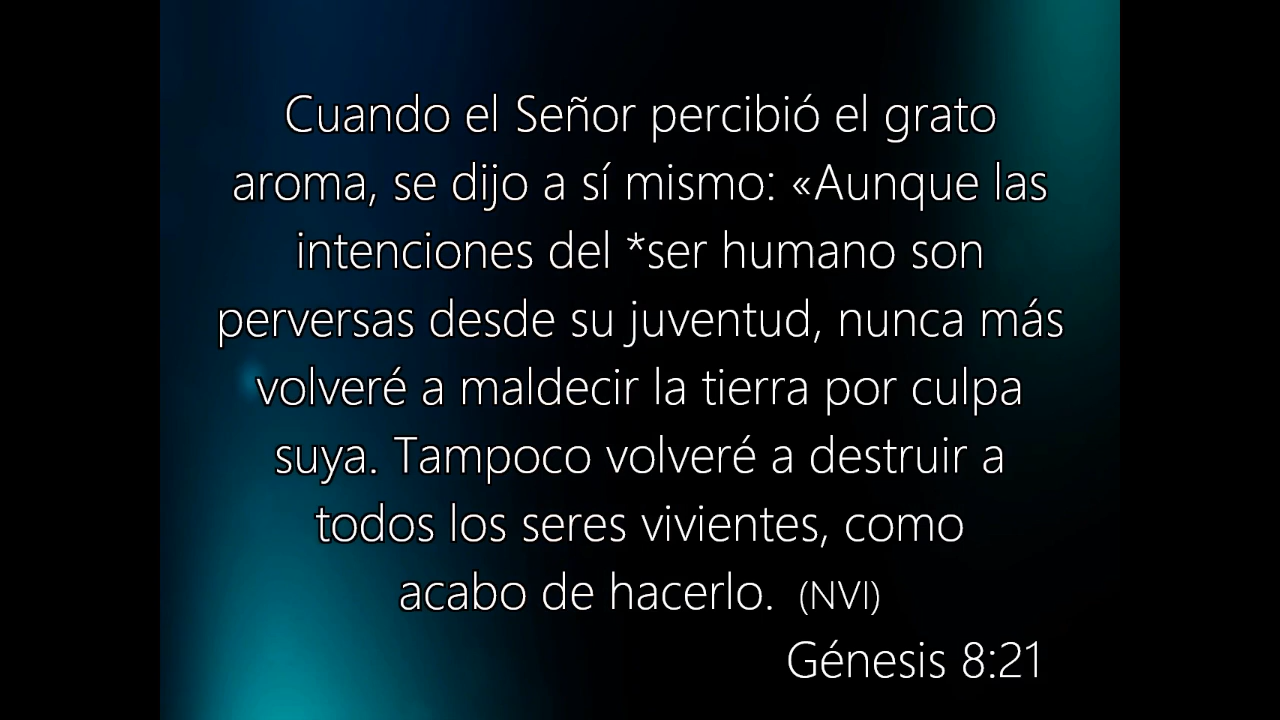 Cuando el Señor percibió el grato
aroma, se dijo a sí mismo: «Aunque las
intenciones del *ser humano son
perversas desde su juventud, nunca más
volveré a maldecir la tierra por culpa
suya. Tampoco volveré a destruir a
todos los seres vivientes, como
acabo de hacerlo. (NVI)
Génesis 8:21